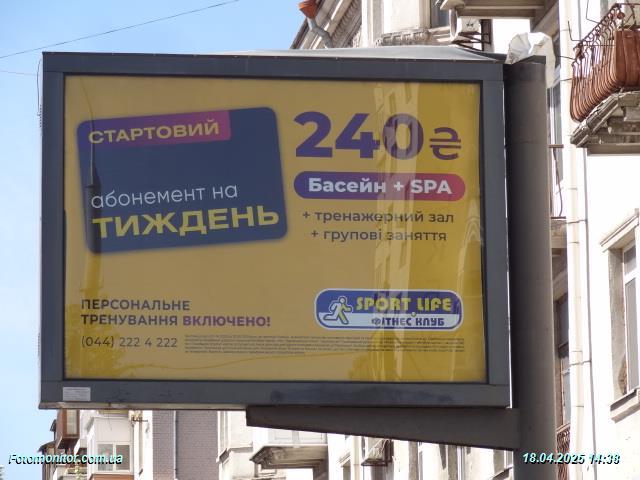 СТАРТОВИЙ
абонемент на
ТИЖДЕНЬ
240₴
Басейн + SPA
+ тренажерний зал
+ групові заняття
ПЕРСОНАЛЬНЕ
ТРЕНУВАННЯ ВКЛЮЧЕНО!
(044) 222 4 222
SPORT LIFE
ФІТНЕС КЛУБ
Fotomonitor.com.ua
18.04.2025 14:38